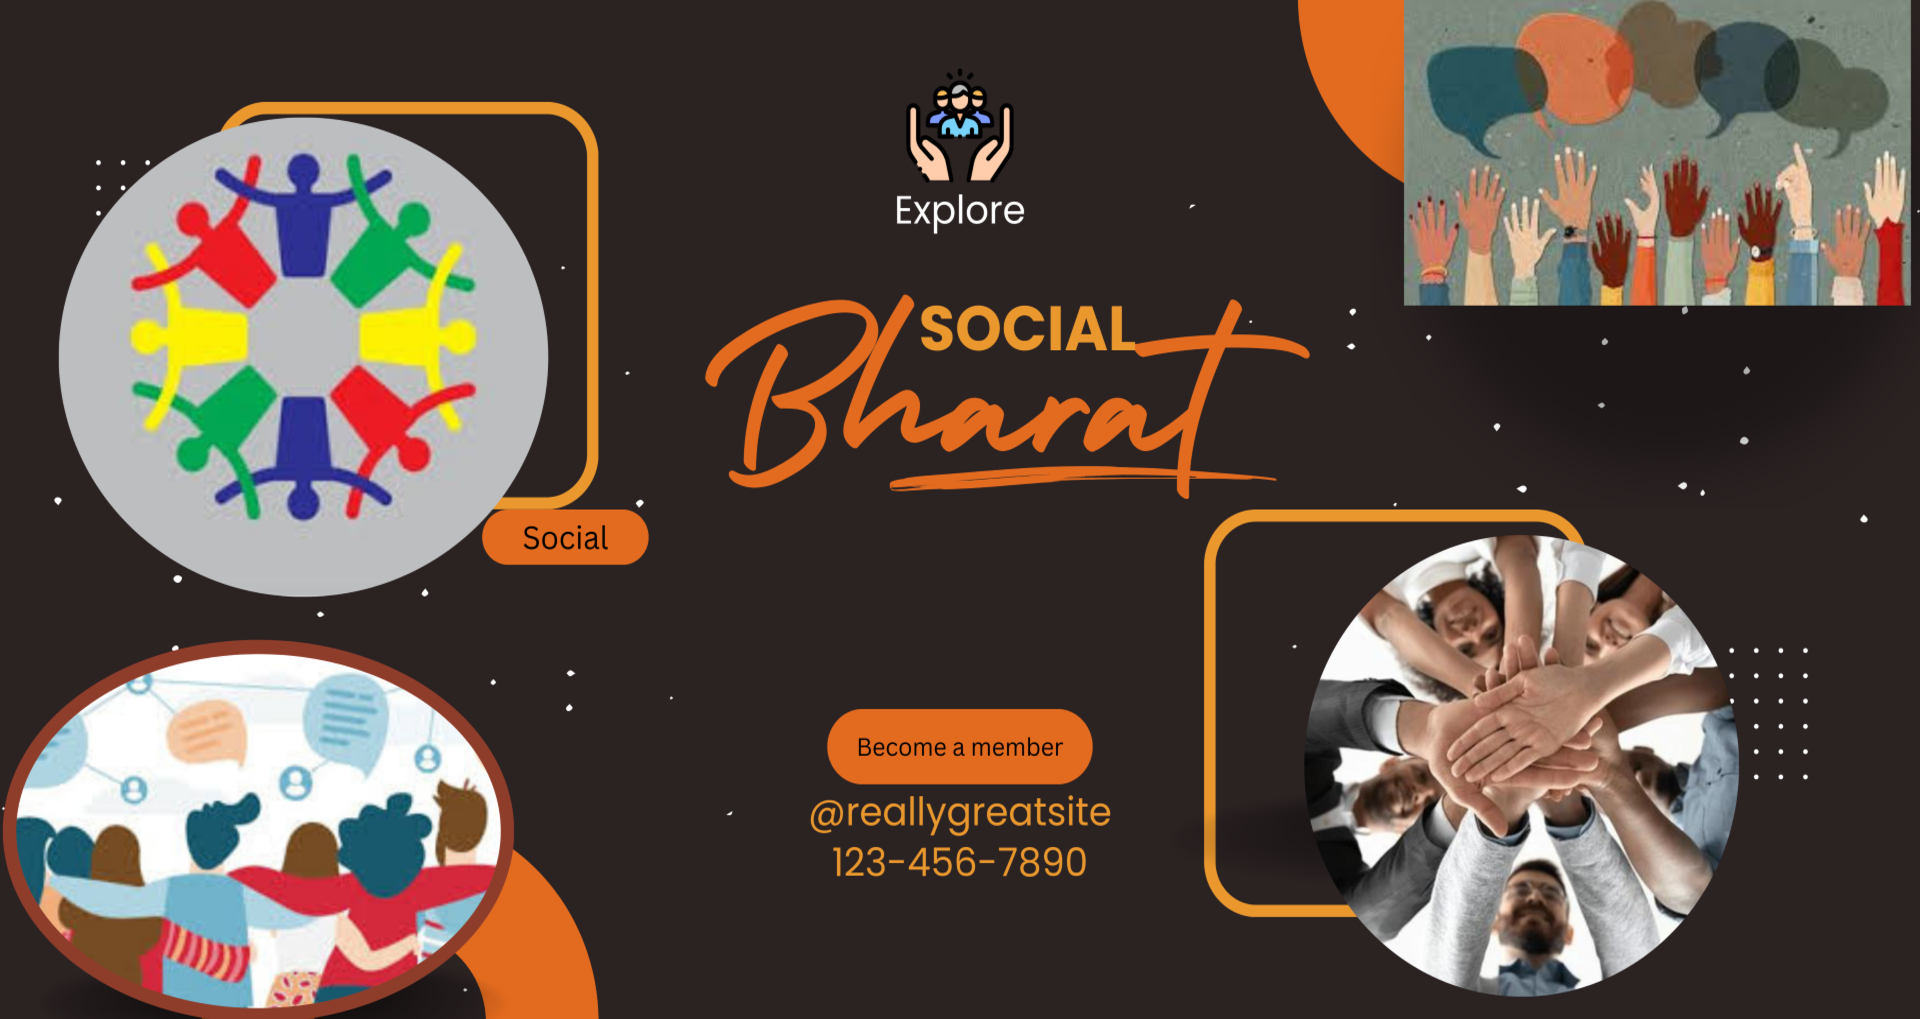 Explore
SOCIAL
Bharat
Social
Become a member
@reallygreatsite
123-456-7890